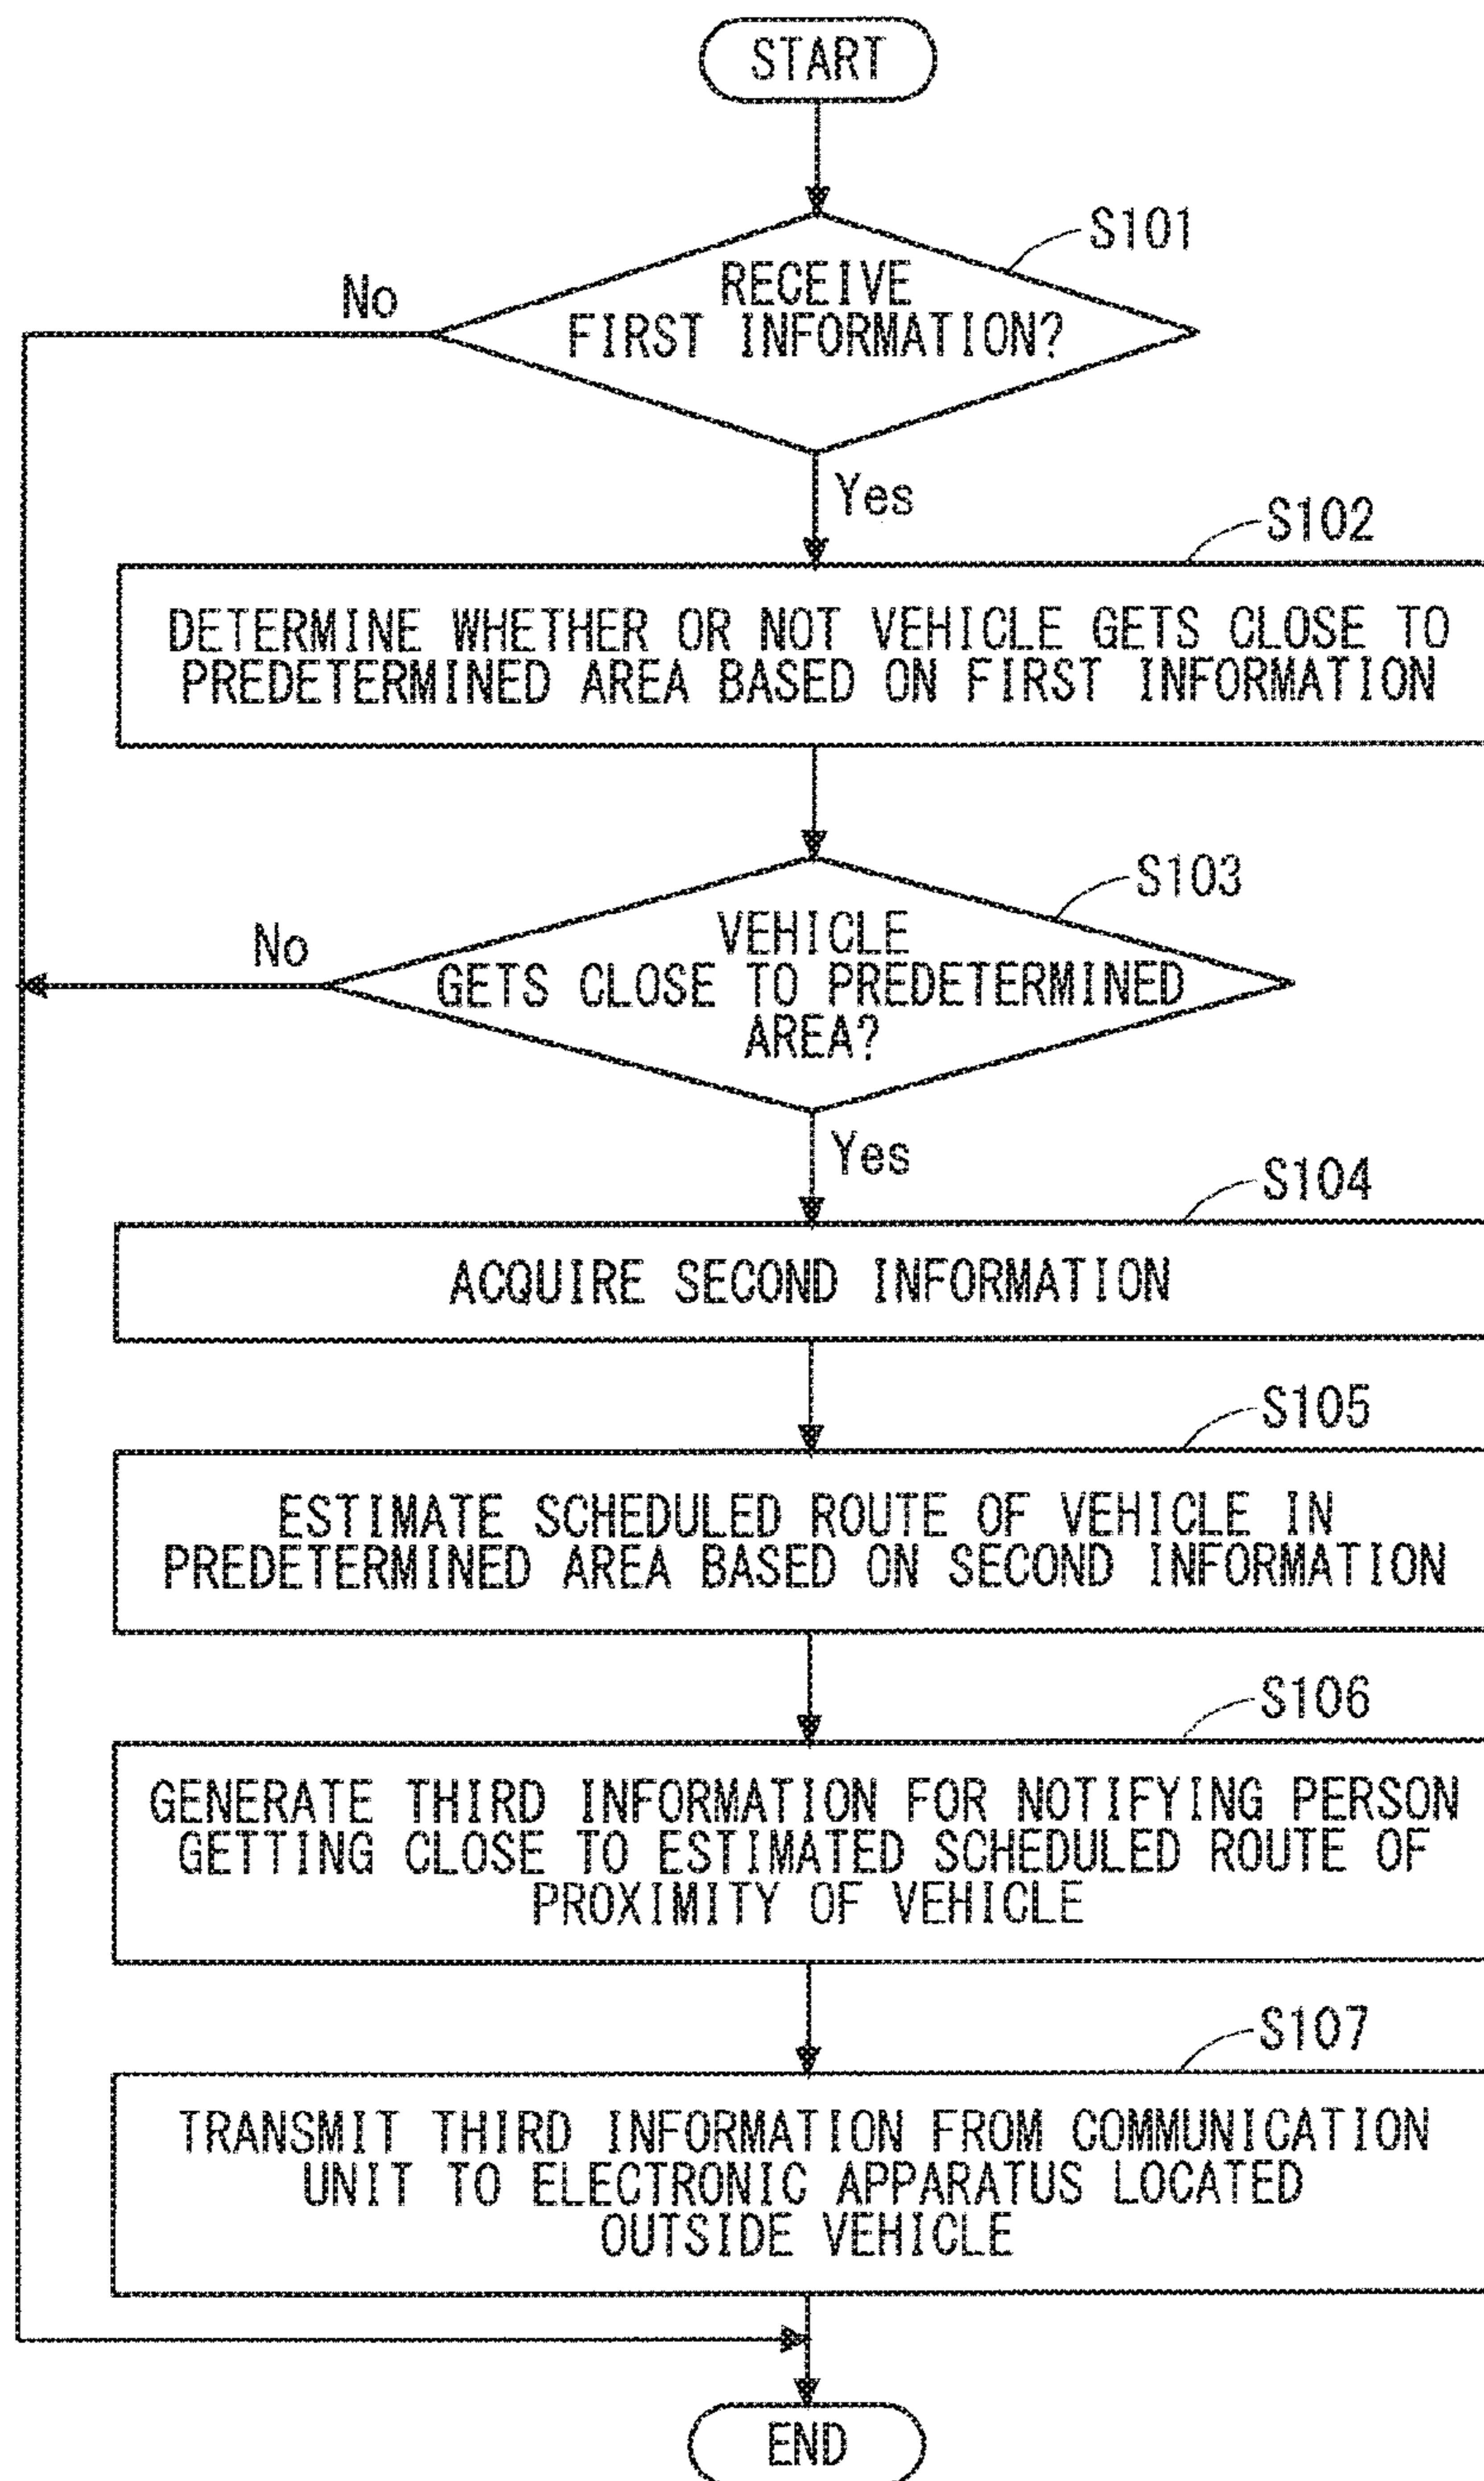 START
S101
RECEIVE
FIRST INFORMATION?
No
Yes
S102
DETERMINE WHETHER OR NOT VEHICLE GETS CLOSE TO
PREDETERMINED AREA BASED ON FIRST INFORMATION
S103
VEHICLE
GETS CLOSE TO PREDETERMINED
AREA?
No
Yes
S104
ACQUIRE SECOND INFORMATION
S105
ESTIMATE SCHEDULED ROUTE OF VEHICLE IN
PREDETERMINED AREA BASED ON SECOND INFORMATION
S106
GENERATE THIRD INFORMATION FOR NOTIFYING PERSON
GETTING CLOSE TO ESTIMATED SCHEDULED ROUTE OF
PROXIMITY OF VEHICLE
S107
TRANSMIT THIRD INFORMATION FROM COMMUNICATION
UNIT TO ELECTRONIC APPARATUS LOCATED
OUTSIDE VEHICLE
END